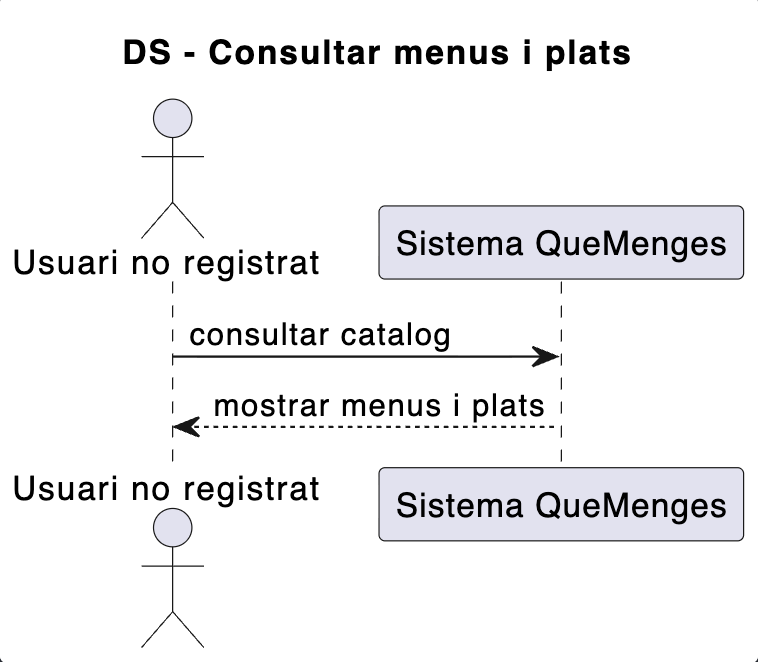 DS - Consultar menus i plats
Usuari no registrat
Sistema QueMenges
consultar catalog
mostrar menus i plats
Usuari no registrat
Sistema QueMenges